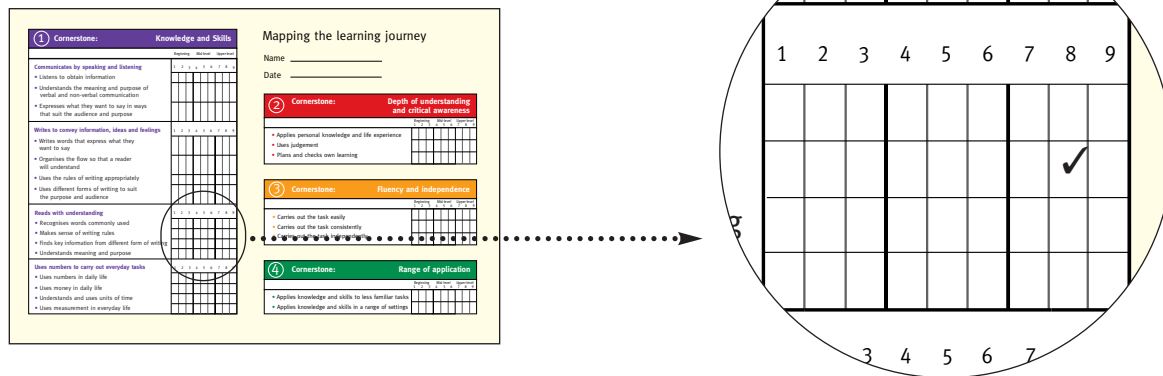 1 Cornerstone: Knowledge and Skills
Beginning Mid level Upper level
Communicates by speaking and listening 1 2 3 4 5 6 7 8 9
• Listens to obtain information
• Understands the meaning and purpose of
verbal and non-verbal communication
• Expresses what they want to say in ways
that suit the audience and purpose
Writes to convey information, ideas and feelings 1 2 3 4 5 6 7 8 9
• Writes words that express what they
want to say
• Organises the flow so that a reader
will understand
• Uses the rules of writing appropriately
• Uses different forms of writing to suit
the purpose and audience
Reads with understanding 1 2 3 4 5 6 7 8 9
• Recognises words commonly used
• Makes sense of writing rules
• Finds key information from different form of writing
• Understands meaning and purpose
Uses numbers to carry out everyday tasks 1 2 3 4 5 6 7 8 9
• Uses numbers in daily life
• Uses money in daily life
• Understands and uses units of time
• Uses measurement in everyday life
Mapping the learning journey
Name
Date
2 Cornerstone: Depth of understanding
and critical awareness
Beginning Mid level Upper level
1 2 3 4 5 6 7 8 9
• Applies personal knowledge and life experience
• Uses judgement
• Plans and checks own learning
3 Cornerstone: Fluency and independence
Beginning Mid level Upper level
1 2 3 4 5 6 7 8 9
• Carries out the task easily
• Carries out the task consistently
• Carries out the task independently
4 Cornerstone: Range of application
Beginning Mid level Upper level
1 2 3 4 5 6 7 8 9
• Applies knowledge and skills to less familiar tasks
• Applies knowledge and skills in a range of settings
1 2 3 4 5 6 7 8 9
✓
3 4 5 6 7